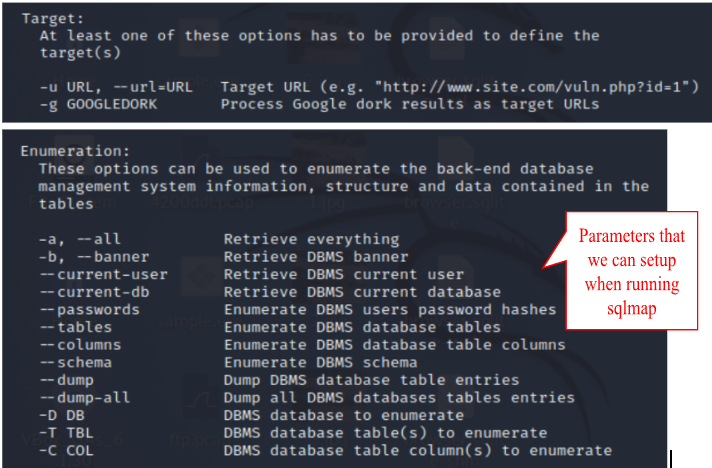 Target:
At least one of these options has to be provided to define the
target(s)
-u URL, --url=URL Target URL (e.g. "http://www.site.com/vuln.php?id=1")
-g GOOGLEDORK Process Google dork results as target URLs
Enumeration:
These options can be used to enumerate the back-end database
management system information, structure and data contained in the
tables
-a, --all Retrieve everything
-b, --banner Retrieve DBMS banner
--current-user Retrieve DBMS current user
--current-db Retrieve DBMS current database
--passwords Enumerate DBMS users password hashes
--tables Enumerate DBMS database tables
--columns Enumerate DBMS database table columns
--schema Enumerate DBMS schema
--dump Dump DBMS database table entries
--dump-all Dump all DBMS databases tables entries
-D DB DBMS database to enumerate
-T TBL DBMS database table(s) to enumerate
-C COL DBMS database table column(s) to enumerate
Parameters that
we can setup
when running
sqlmap